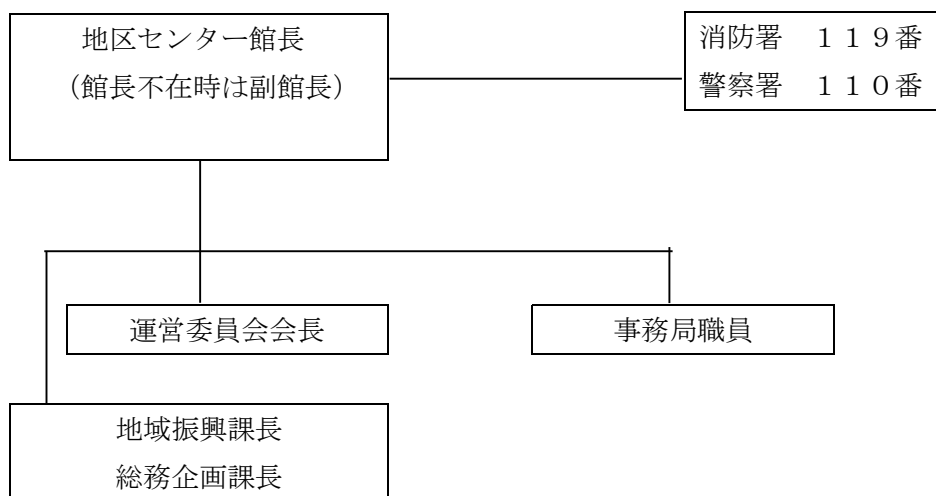 地区センター館長
（館長不在時は副館長）
消防署　１１９番
警察署　１１０番
運営委員会会長
事務局職員
地域振興課長
総務企画課長